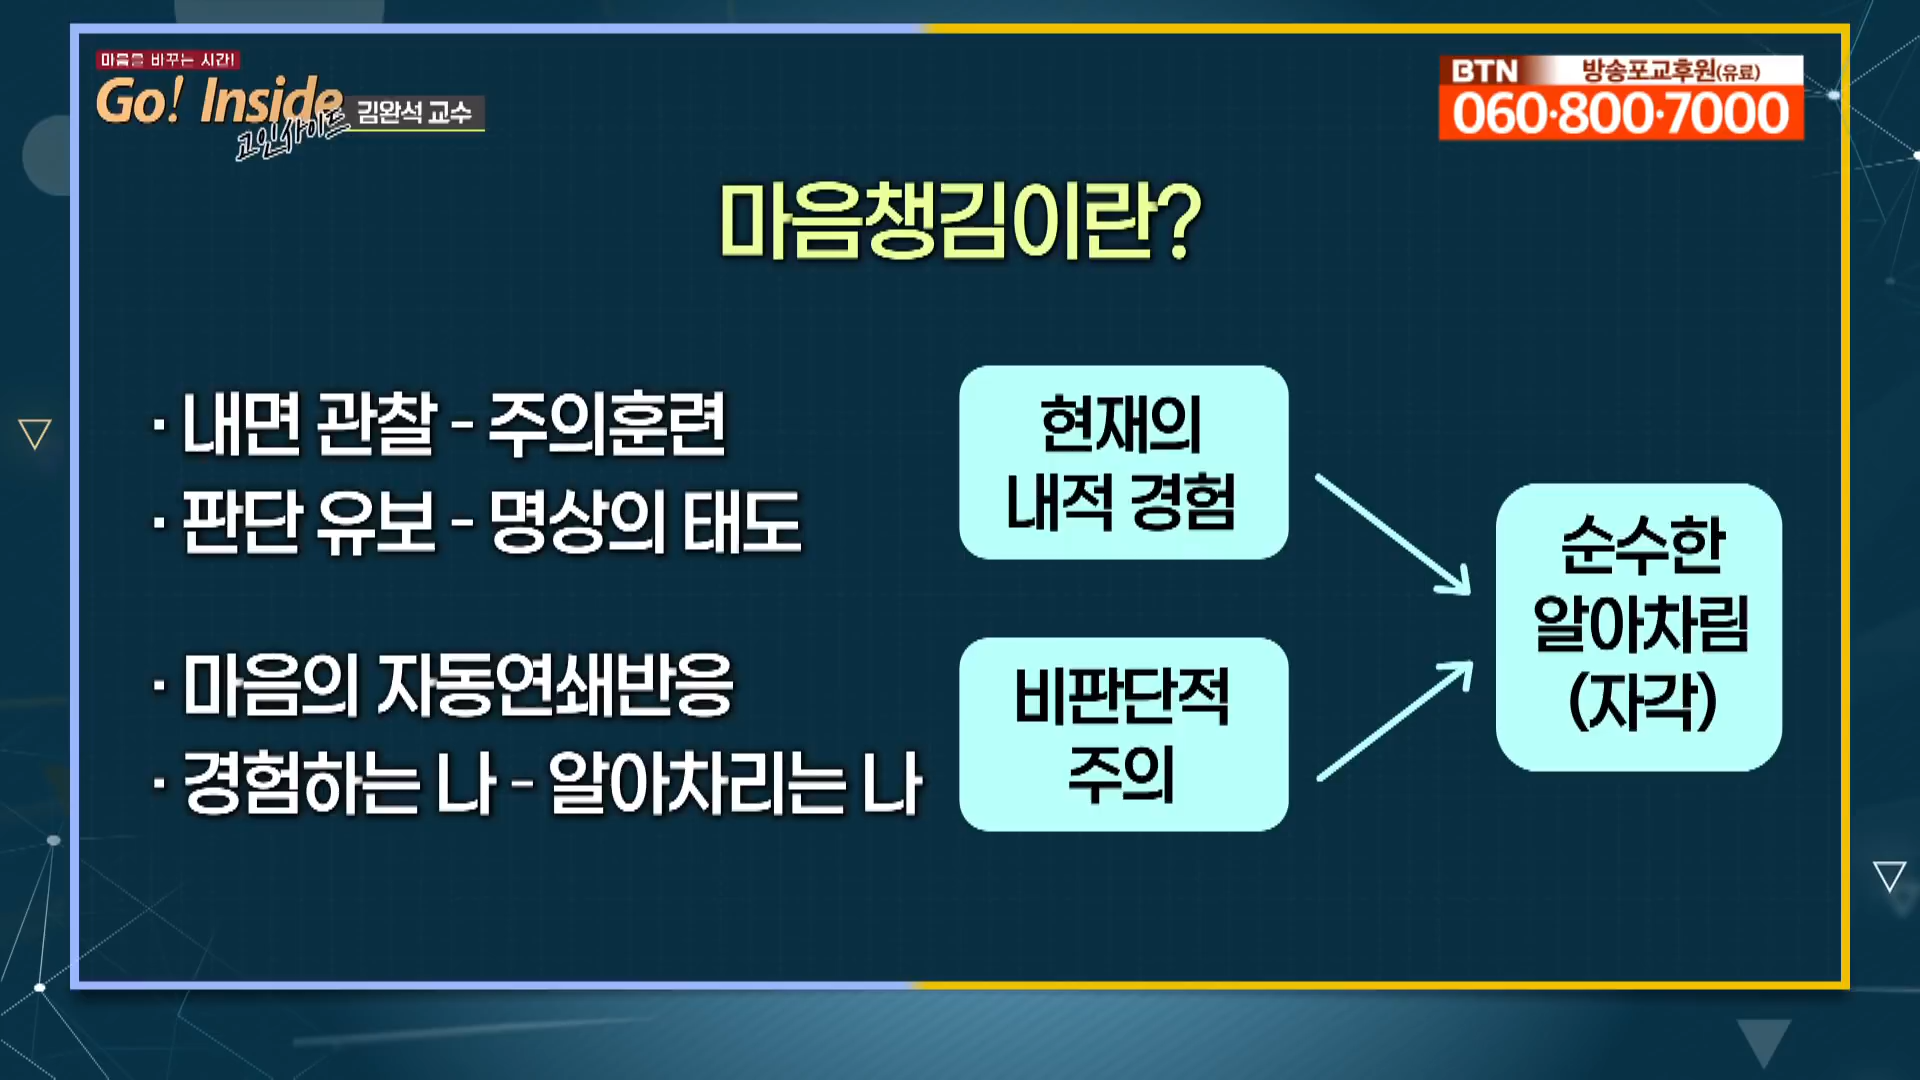 마음을 바꾸는 시간!
Go! Inside
고인사이드
김완석 교수
BTN 방송포교후원(유료)
060·800·7000
마음챙김이란?
· 내면 관찰 - 주의훈련
· 판단 유보 - 명상의 태도
· 마음의 자동연쇄반응
· 경험하는 나 - 알아차리는 나
현재의
내적 경험
비판단적
주의
순수한
알아차림
(자각)